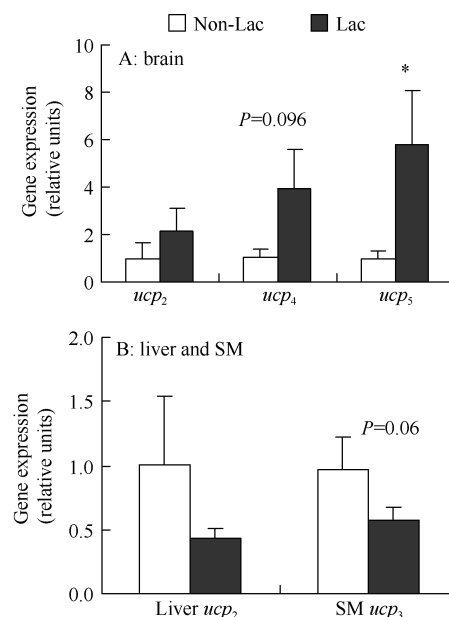 Non-Lac Lac
A: brain
10
8
6
4
2
0
Gene expression
(relative units)
P=0.096
*
ucp₂ ucp₄ ucp₅
B: liver and SM
2.0
1.5
1.0
0.5
0.0
Gene expression
(relative units)
P=0.06
Liver ucp₂ SM ucp₃